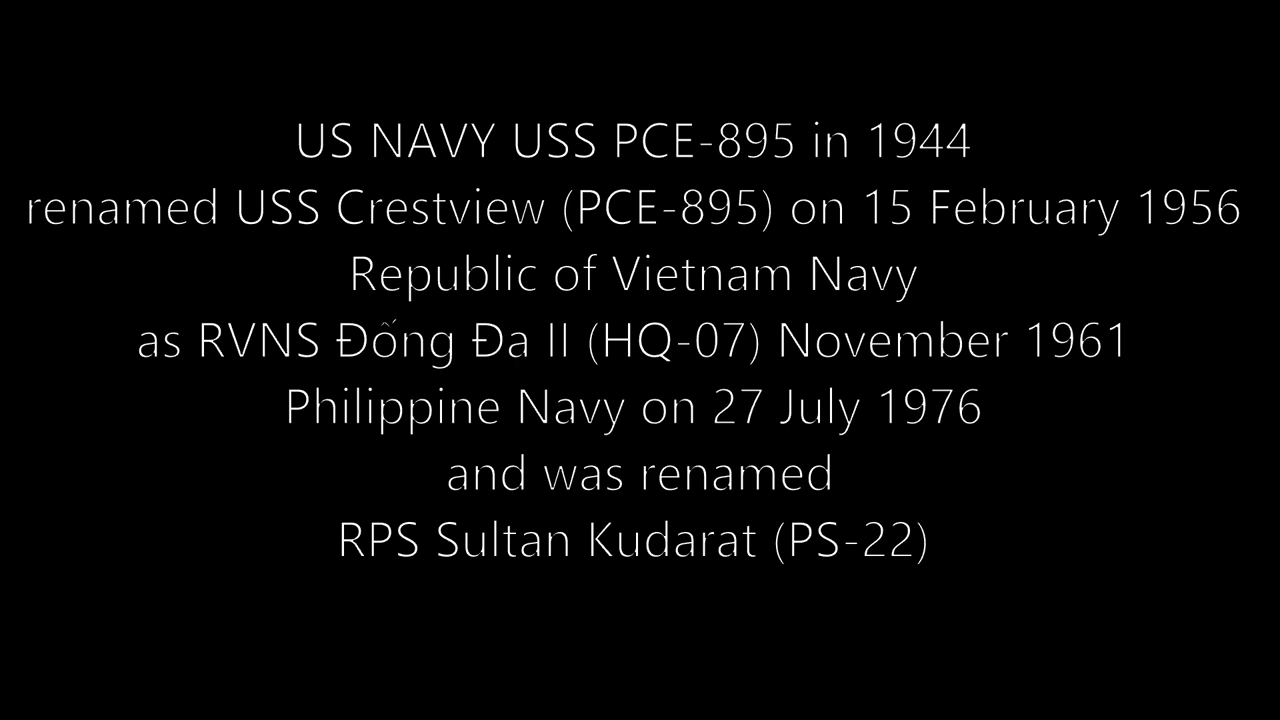 US NAVY USS PCE-895 in 1944
renamed USS Crestview (PCE-895) on 15 February 1956
Republic of Vietnam Navy
as RVNS Đống Đa II (HQ-07) November 1961
Philippine Navy on 27 July 1976
and was renamed
RPS Sultan Kudarat (PS-22)